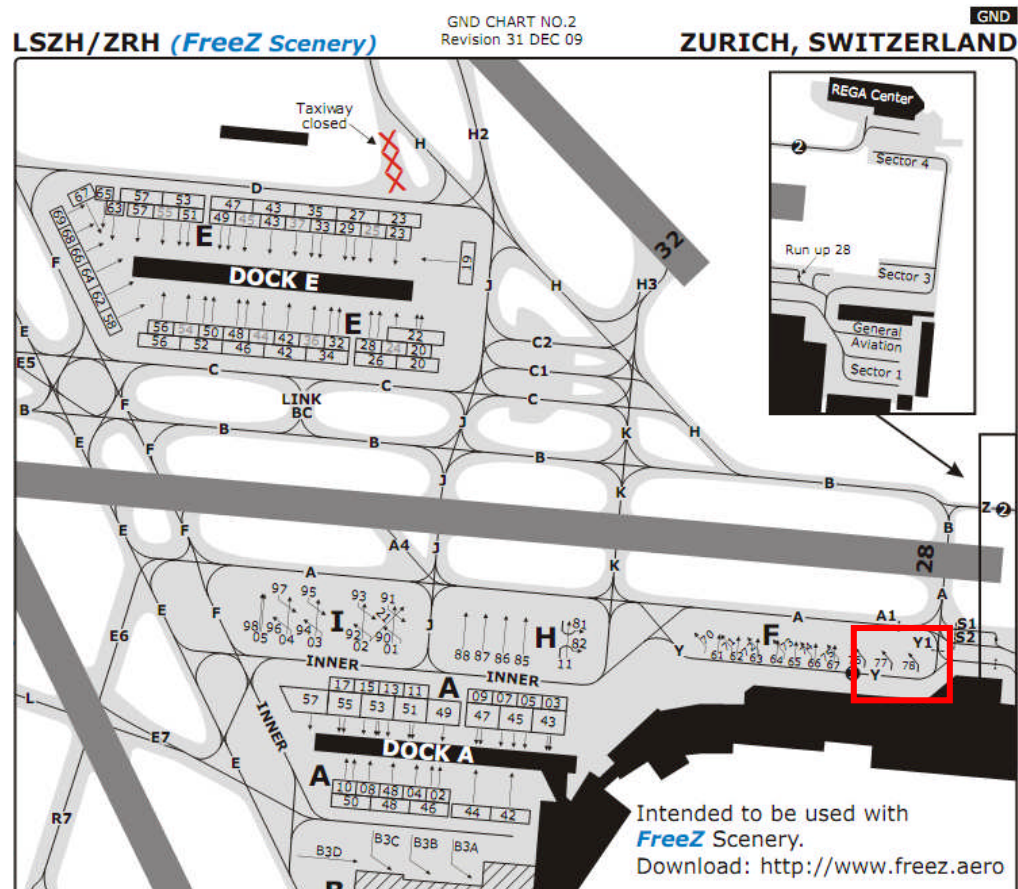 GND CHART NO.2
GND
LSZH/ZRH (FreeZ Scenery)
Revision 31 DEC 09
ZURICH, SWITZERLAND
Taxiway
closed
H
H2
REGA Center
2
Sector 4
Run up 28
Sector 3
General
Aviation
Sector 1
D
67
65
57
53
47
43
35
27
23
63
57
55
51
49
45
43
37
33
29
25
23
69
68
66
64
62
58
E
19
32
F
DOCK E
J
H
H3
E
56
54
50
48
44
42
36
32
28
24
22
20
56
52
46
42
34
26
20
E
E5
C2
C1
C
C
C
LINK
BC
F
B
B
B
B
J
K
H
E
F
J
K
B
Z 2
B
28
E
F
A4
J
K
A
A
A
A1
S1
S2
Y1
97
95
93
91
21
98
96
94
92
90
05
04
03
02
01
I
E
F
J
88
87
86
85
H
81
82
11
Y
F
70
61
62
63
64
65
66
67
77
78
Y
E6
INNER
INNER
INNER
17
15
13
11
A
09
07
05
03
57
55
53
51
49
47
45
43
L
E7
E
DOCK A
A
10
08
48
04
02
50
48
46
44
42
R7
B3D
B3C
B3B
B3A
B
Intended to be used with
FreeZ Scenery.
Download: http://www.freez.aero